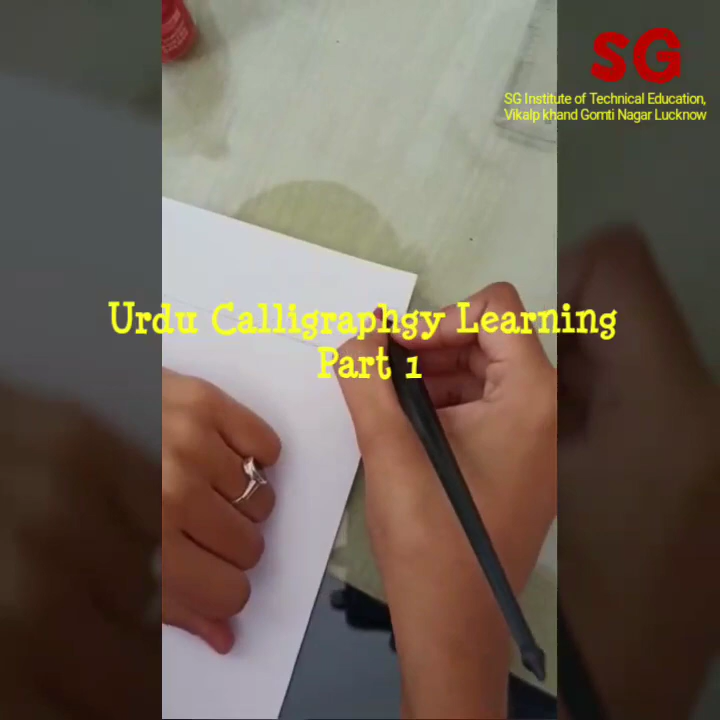 SG
SG Institute of Technical Education,
Vikalp khand Gomti Nagar Lucknow
Urdu Calligraphgy Learning
Part 1